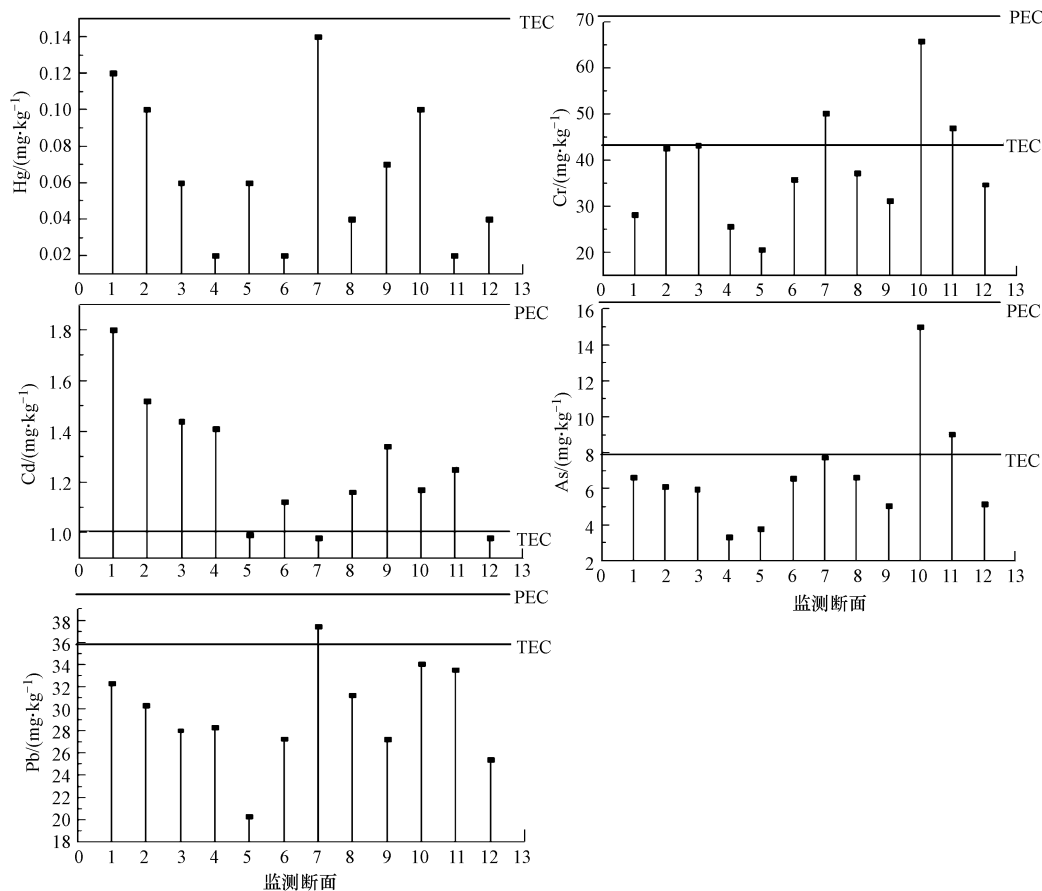 TEC
0.14
0.12
0.10
0.08
0.06
0.04
0.02
Hg/(mg·kg⁻¹)
0 1 2 3 4 5 6 7 8 9 10 11 12 13
PEC
70
60
50
40
30
20
TEC
Cr/(mg·kg⁻¹)
0 1 2 3 4 5 6 7 8 9 10 11 12 13
PEC
1.8
1.6
1.4
1.2
1.0
TEC
Cd/(mg·kg⁻¹)
0 1 2 3 4 5 6 7 8 9 10 11 12 13
PEC
16
14
12
10
8
6
4
2
TEC
As/(mg·kg⁻¹)
0 1 2 3 4 5 6 7 8 9 10 11 12 13
监测断面
PEC
38
36
34
32
30
28
26
24
22
20
18
TEC
Pb/(mg·kg⁻¹)
0 1 2 3 4 5 6 7 8 9 10 11 12 13
监测断面